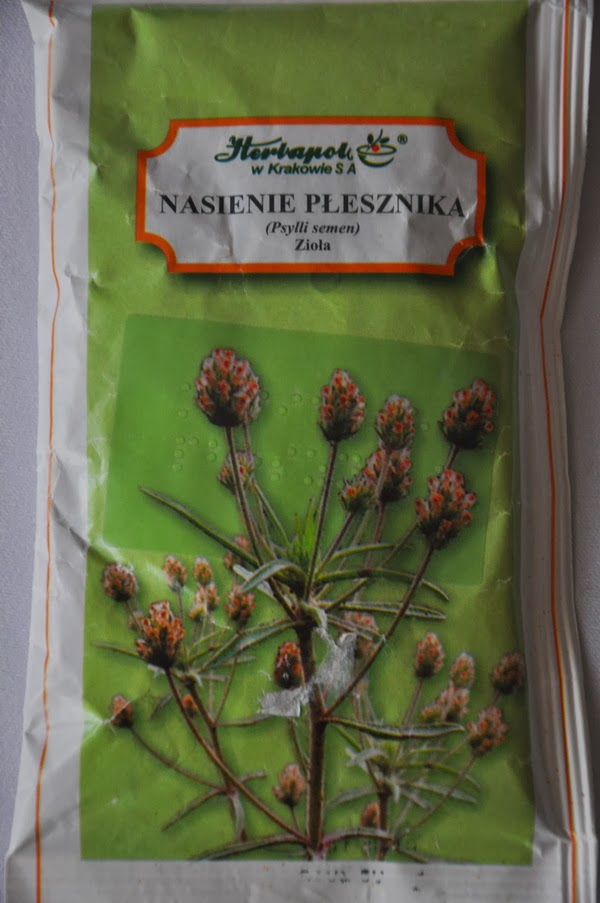 Herbapol ®
w Krakowie S A
NASIENIE PŁESZNIKA
(Psylli semen)
Zioła